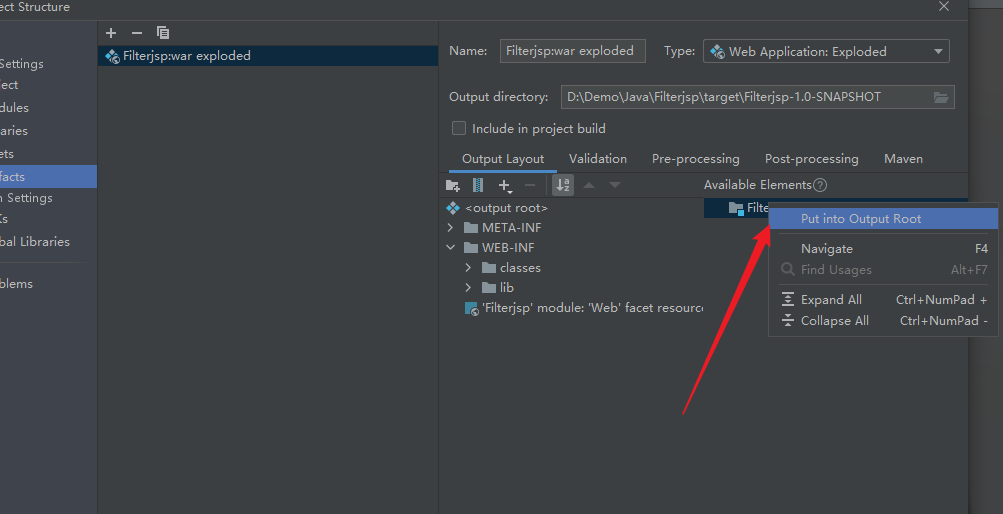 ect Structure
Settings
ject
dules
aries
ets
facts
n Settings
Ks
bal Libraries
blems
Filterjsp:war exploded
Name: Filterjsp:war exploded Type: Web Application: Exploded
Output directory: D:\Demo\Java\Filterjsp\target\Filterjsp-1.0-SNAPSHOT
Include in project build
Output Layout Validation Pre-processing Post-processing Maven
Available Elements
<output root>
META-INF
WEB-INF
classes
lib
'Filterjsp' module: 'Web' facet resource
Filte
Put into Output Root
Navigate F4
Find Usages Alt+F7
Expand All Ctrl+NumPad +
Collapse All Ctrl+NumPad -